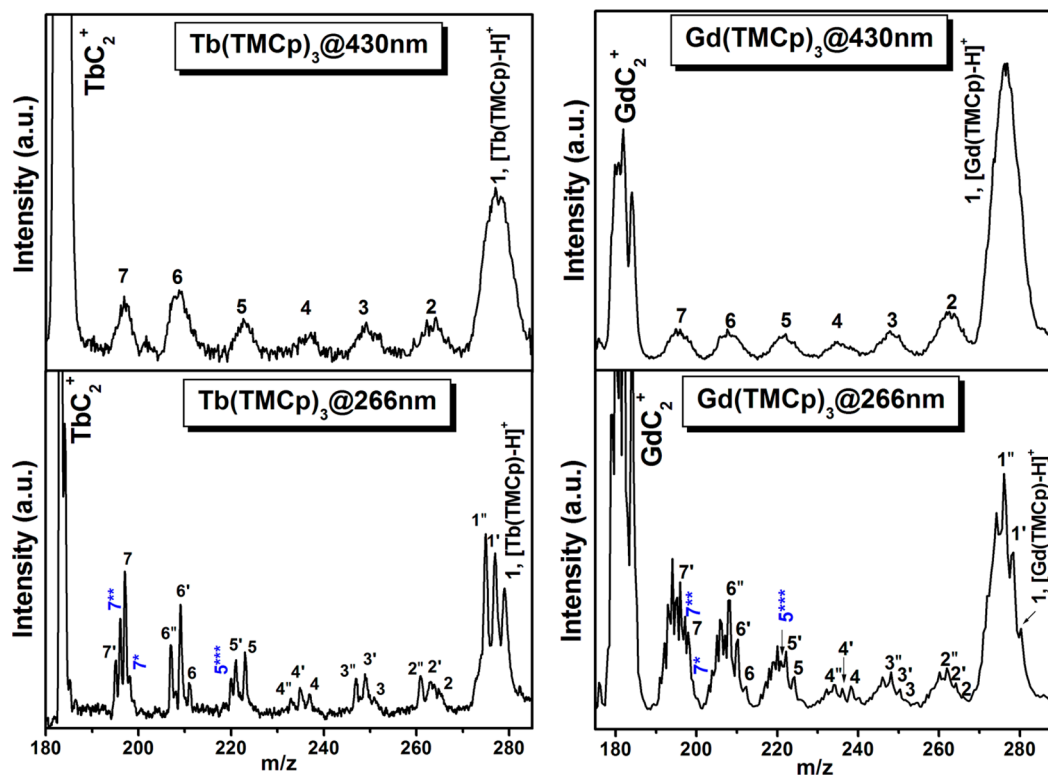 Tb(TMCp)3@430nm
TbC2+
Intensity (a.u.)
7
6
5
4
3
2
1, [Tb(TMCp)-H]+
Gd(TMCp)3@430nm
GdC2+
Intensity (a.u.)
7
6
5
4
3
2
1, [Gd(TMCp)-H]+
Tb(TMCp)3@266nm
TbC2+
Intensity (a.u.)
7'
7**
7
7*
6"
6'
6
5***
5'
5
4"
4'
4
3"
3'
3
2"
2'
2
1"
1'
1, [Tb(TMCp)-H]+
180 200 220 240 260 280
m/z
Gd(TMCp)3@266nm
GdC2+
Intensity (a.u.)
7'
7**
7
7*
6"
6'
6
5***
5'
5
4"
4'
4
3"
3'
3
2"
2'
2
1"
1'
1, [Gd(TMCp)-H]+
180 200 220 240 260 280
m/z